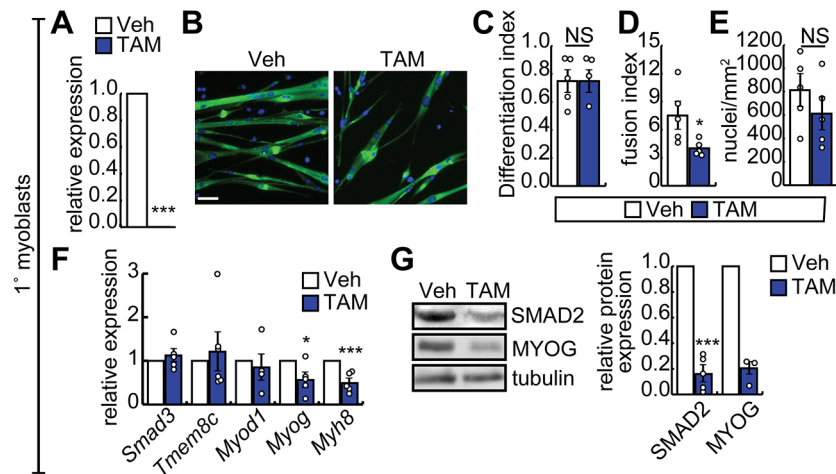 1˚ myoblasts
A
Veh
TAM
relative expression
1.0
0.8
0.6
0.4
0.2
0.0
***
B
Veh
TAM
C
Differentiation index
1.0
0.8
0.6
0.4
0.2
0.0
NS
D
fusion index
15
12
9
6
3
0
*
E
nuclei/mm²
1200
1000
800
600
400
200
0
NS
Veh TAM
F
relative expression
3
2
1
0
Veh
TAM
*
***
Smad3
Tmem8c
Myod1
Myog
Myh8
G
Veh TAM
SMAD2
MYOG
tubulin
relative protein
expression
1.0
0.8
0.6
0.4
0.2
0.0
***
SMAD2
MYOG
Veh
TAM